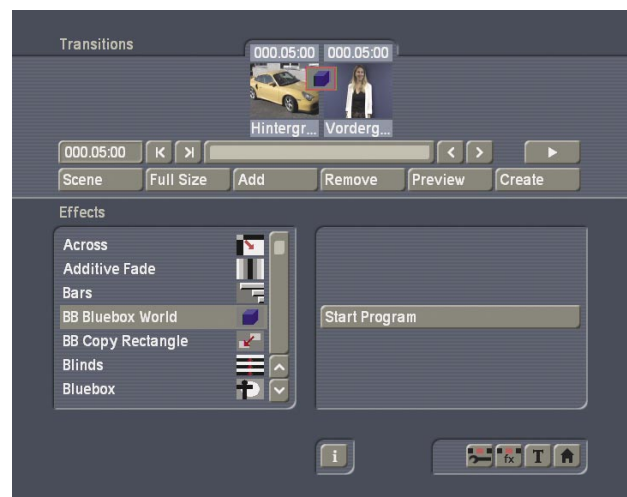 Transitions
000.05:00 000.05:00
Hintergr... Vorderg...
000.05:00
Scene Full Size Add Remove Preview Create
Effects
Across
Additive Fade
Bars
BB Bluebox World
Start Program
BB Copy Rectangle
Blinds
Bluebox
i
fx T